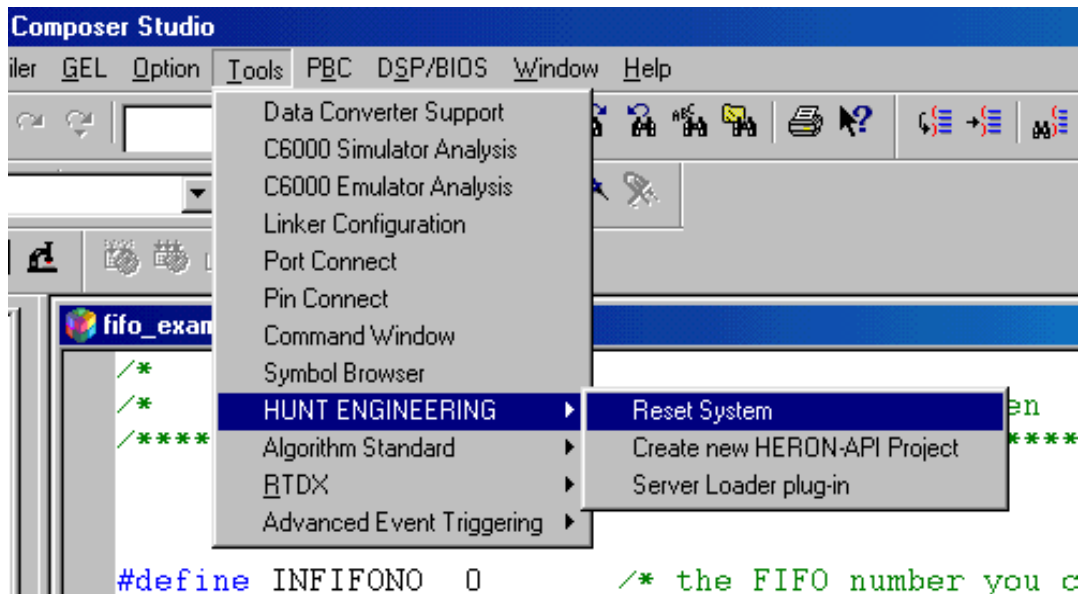 Composer Studio
iler GEL Option Tools PBC DSP/BIOS Window Help
Data Converter Support
C6000 Simulator Analysis
C6000 Emulator Analysis
Linker Configuration
Port Connect
Pin Connect
Command Window
Symbol Browser
HUNT ENGINEERING
Reset System
Create new HERON-API Project
Server Loader plug-in
Algorithm Standard
RTDX
Advanced Event Triggering
fifo_exam
/*
/* en
/**** ****
#define INFIFONO 0 /* the FIFO number you c